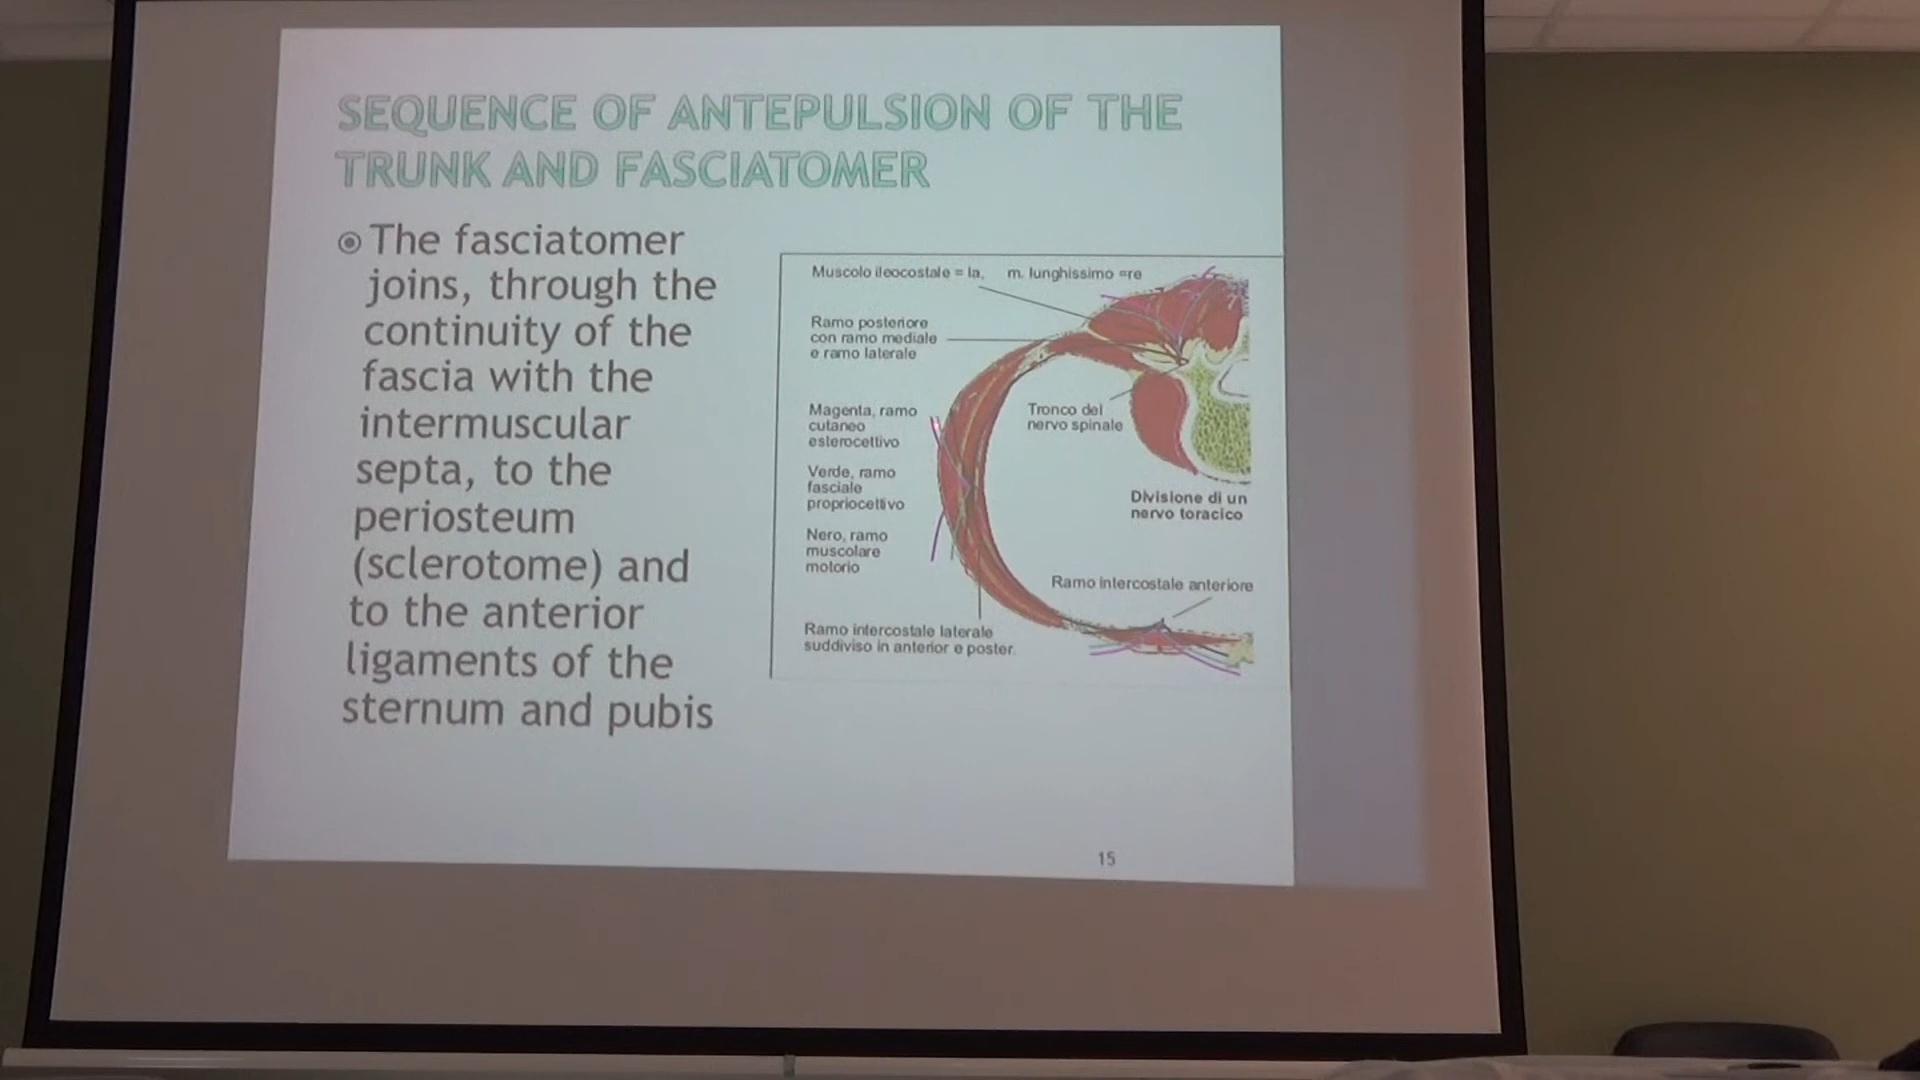 SEQUENCE OF ANTEPULSION OF THE
TRUNK AND FASCIATOMER
The fasciatomer
joins, through the
continuity of the
fascia with the
intermuscular
septa, to the
periosteum
(sclerotome) and
to the anterior
ligaments of the
sternum and pubis
Muscolo ileocostale = la, m. lunghissimo =re
Ramo posteriore
con ramo mediale
e ramo laterale
Magenta, ramo
cutaneo
esterocettivo
Verde, ramo
fasciale
propriocettivo
Nero, ramo
muscolare
motorio
Ramo intercostale laterale
suddiviso in anterior e poster.
Tronco del
nervo spinale
Divisione di un
nervo toracico
Ramo intercostale anteriore
15